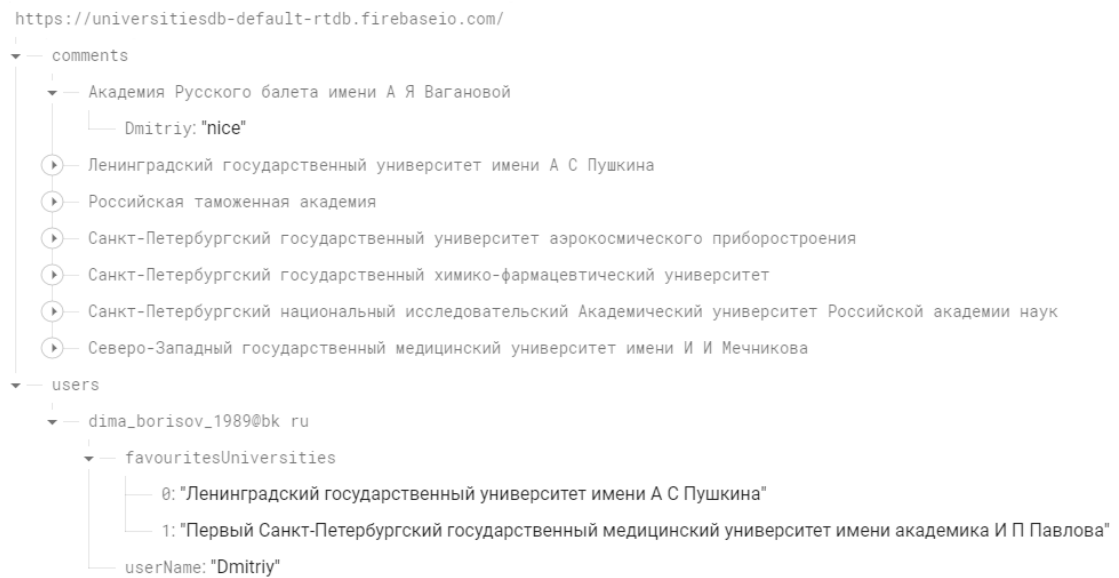 https://universitiesdb-default-rtdb.firebaseio.com/
comments
Академия Русского балета имени А Я Вагановой
Dmitriy: "nice"
Ленинградский государственный университет имени А С Пушкина
Российская таможенная академия
Санкт-Петербургский государственный университет аэрокосмического приборостроения
Санкт-Петербургский государственный химико-фармацевтический университет
Санкт-Петербургский национальный исследовательский Академический университет Российской академии наук
Северо-Западный государственный медицинский университет имени И И Мечникова
users
dima_borisov_1989@bk ru
favouritesUniversities
0: "Ленинградский государственный университет имени А С Пушкина"
1: "Первый Санкт-Петербургский государственный медицинский университет имени академика И П Павлова"
userName: "Dmitriy"